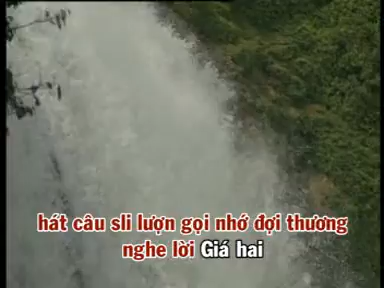 hát câu sli lượn gọi nhớ đợi thương
nghe lời Giá hai